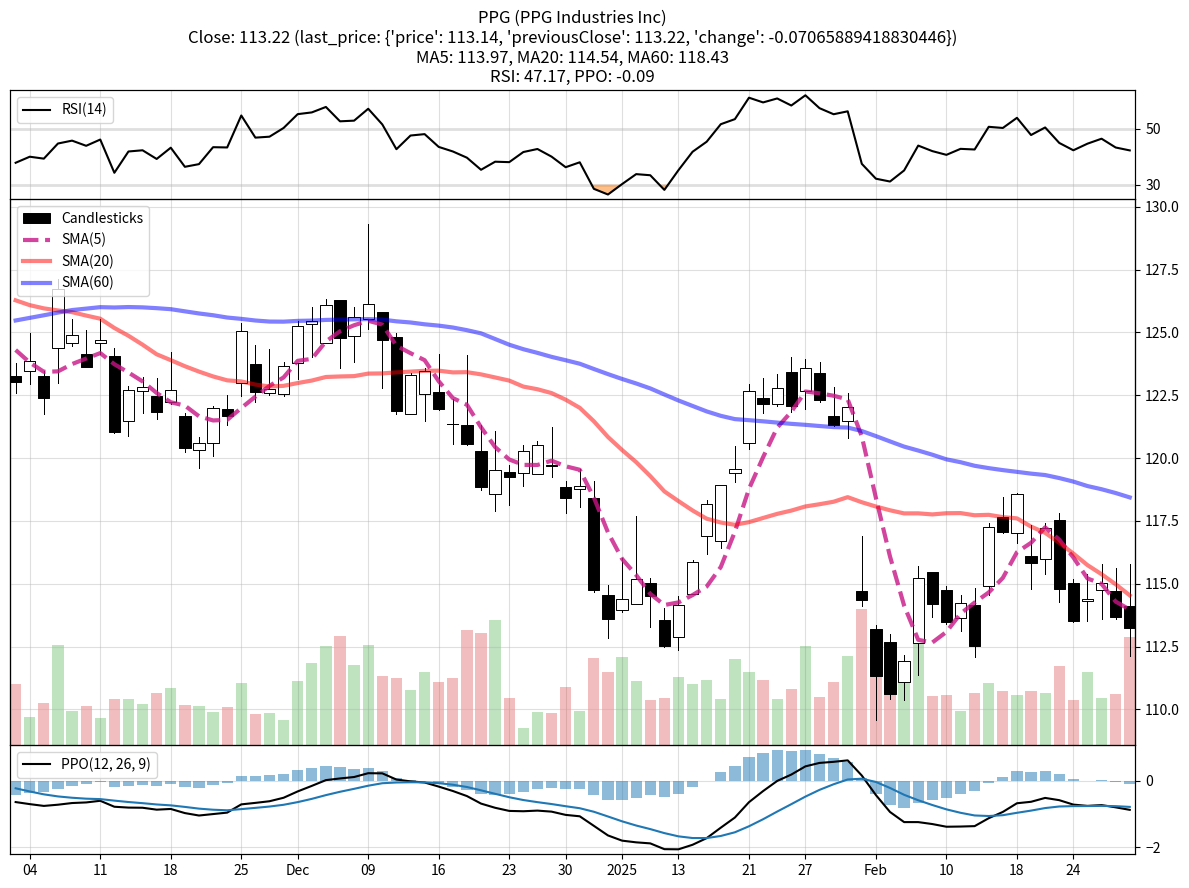 PPG (PPG Industries Inc)
Close: 113.22 (last_price: {'price': 113.14, 'previousClose': 113.22, 'change': -0.07065889418830446})
MA5: 113.97, MA20: 114.54, MA60: 118.43
RSI: 47.17, PPO: -0.09
RSI(14)
50
30
Candlesticks
SMA(5)
SMA(20)
SMA(60)
130.0
127.5
125.0
122.5
120.0
117.5
115.0
112.5
110.0
PPO(12, 26, 9)
0
−2
04 11 18 25 Dec 09 16 23 30 2025 13 21 27 Feb 10 18 24